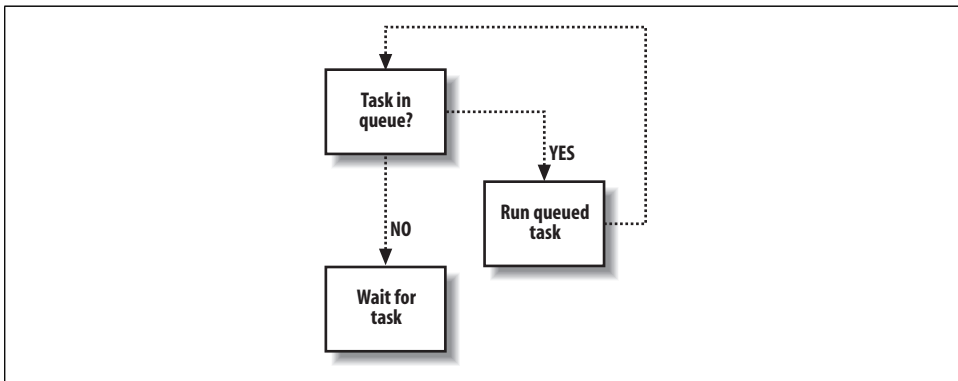 Task in
queue?
YES
Run queued
task
NO
Wait for
task